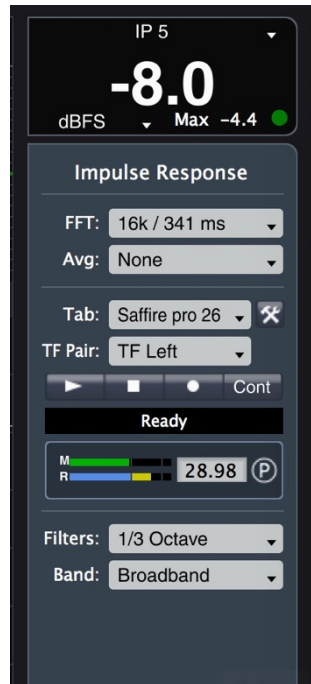 IP 5
-8.0
dBFS Max -4.4
Impulse Response
FFT: 16k / 341 ms
Avg: None
Tab: Saffire pro 26
TF Pair: TF Left
Cont
Ready
M
R
28.98 P
Filters: 1/3 Octave
Band: Broadband